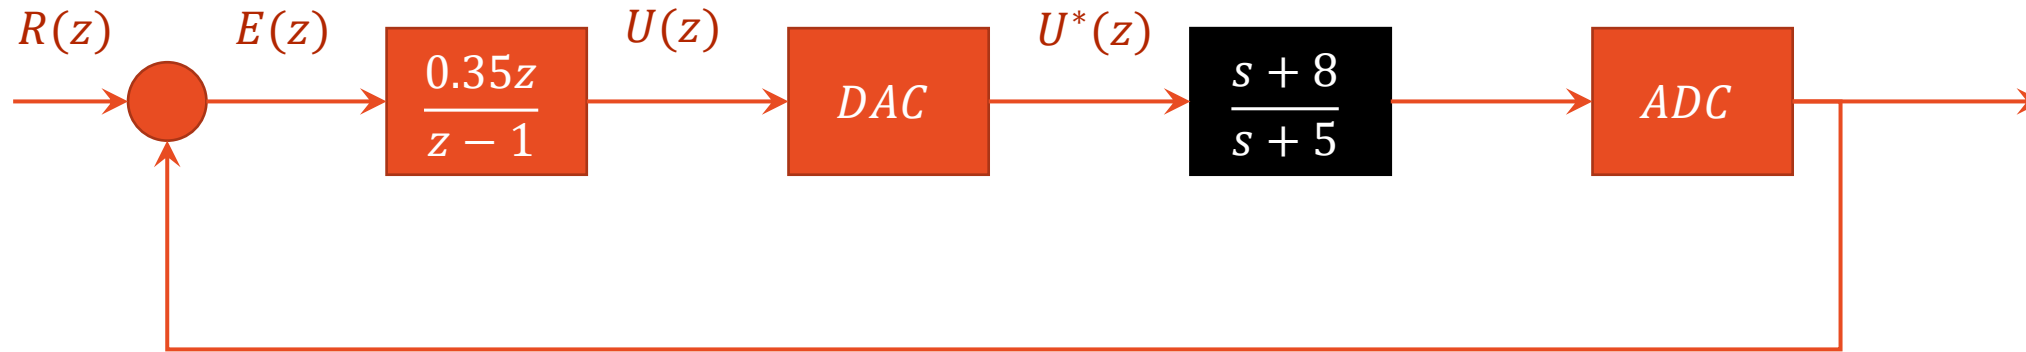 R(z)
E(z)
0.35z
z − 1
U(z)
DAC
U*(z)
s + 8
s + 5
ADC